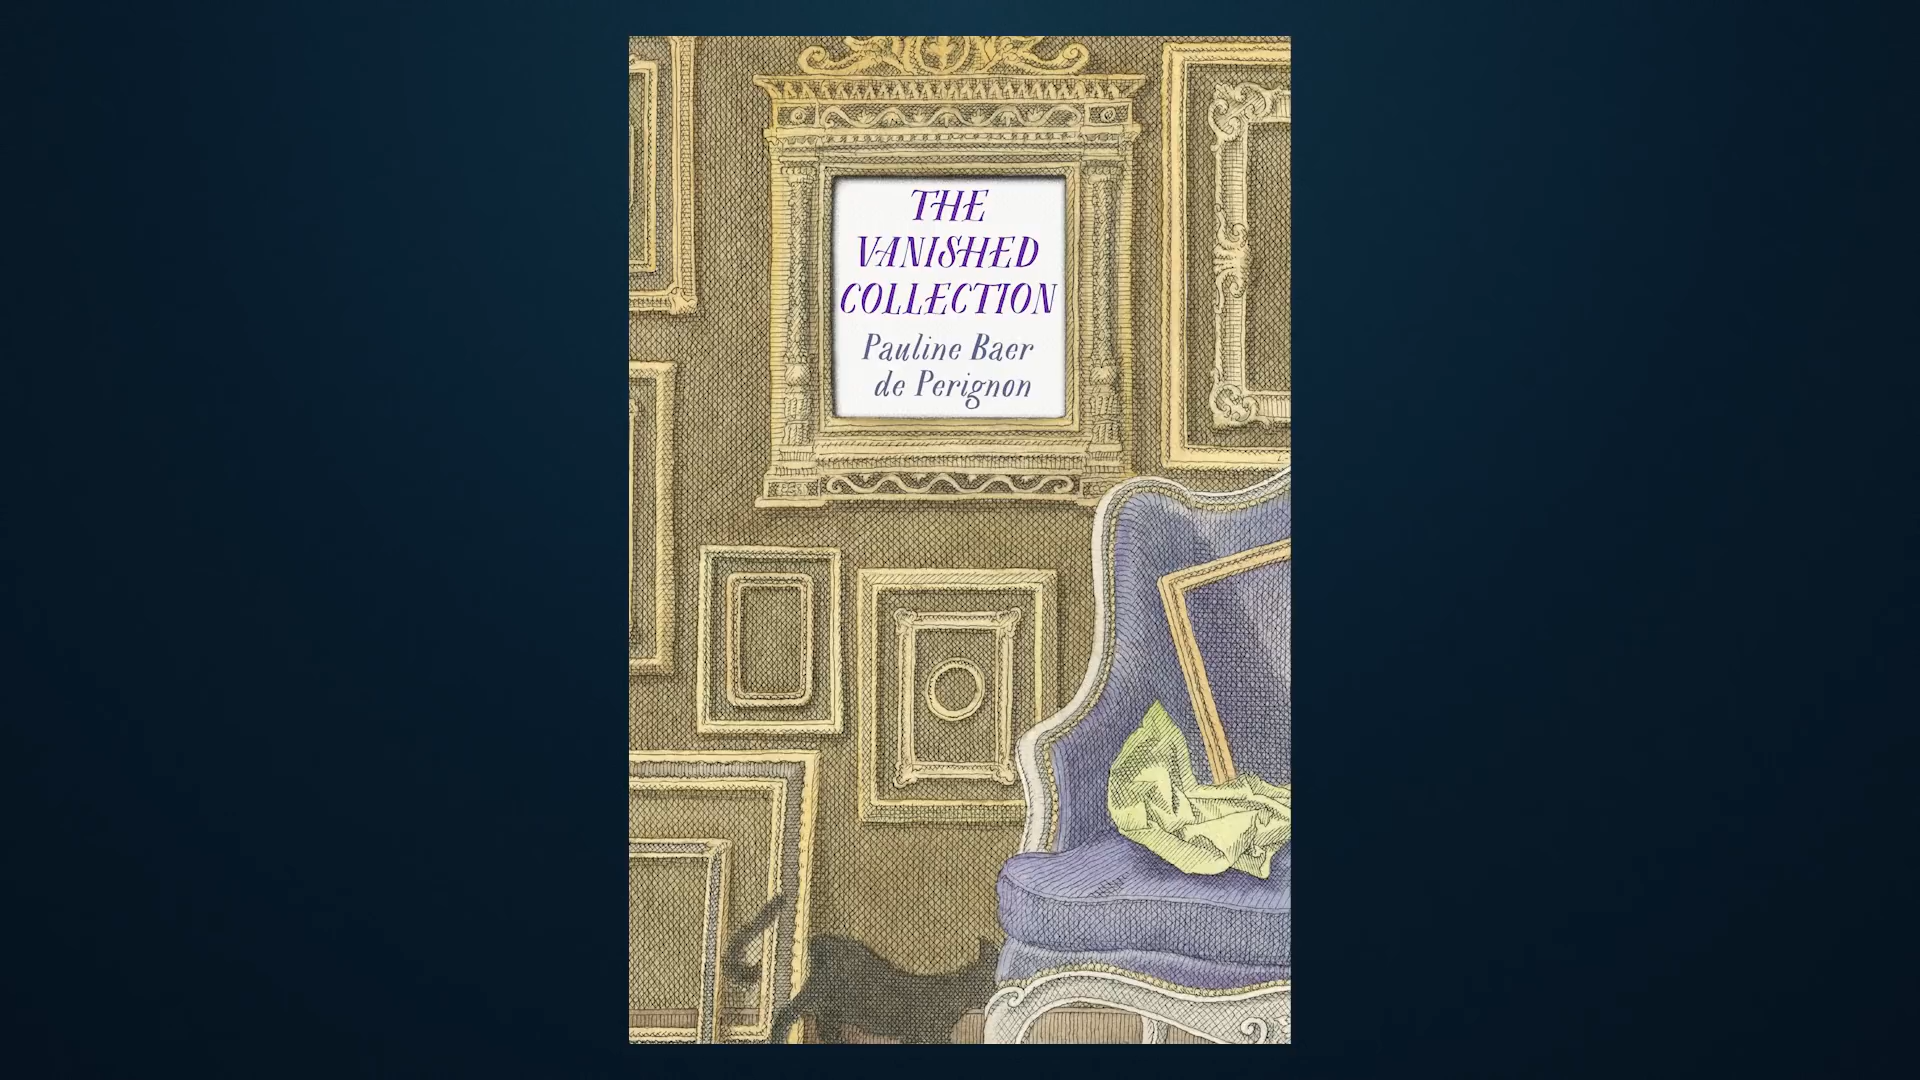 THE
VANISHED
COLLECTION
Pauline Baer
de Perignon